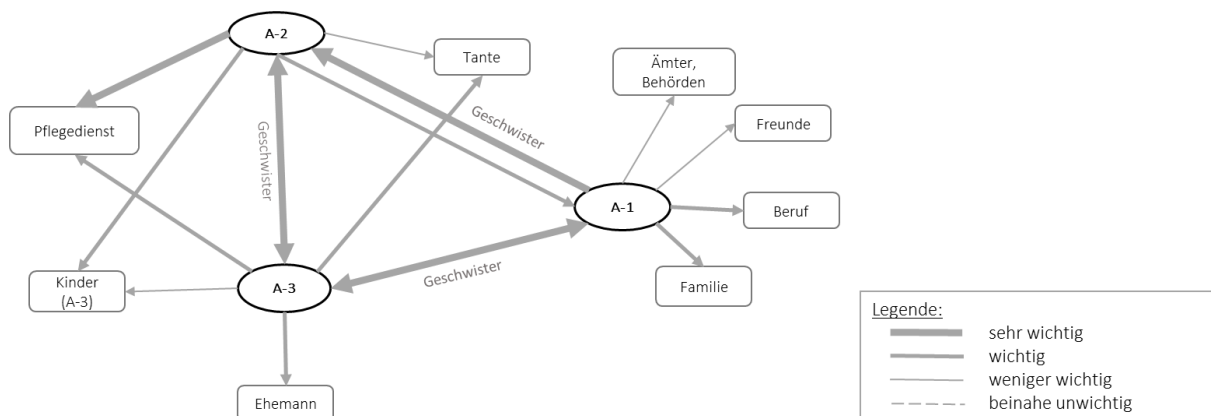 A-2
Tante
Ämter,
Behörden
Pflegedienst
Geschwister
Geschwister
Freunde
A-1
Beruf
Kinder
(A-3)
A-3
Geschwister
Familie
Ehemann
Legende:
sehr wichtig
wichtig
weniger wichtig
beinahe unwichtig